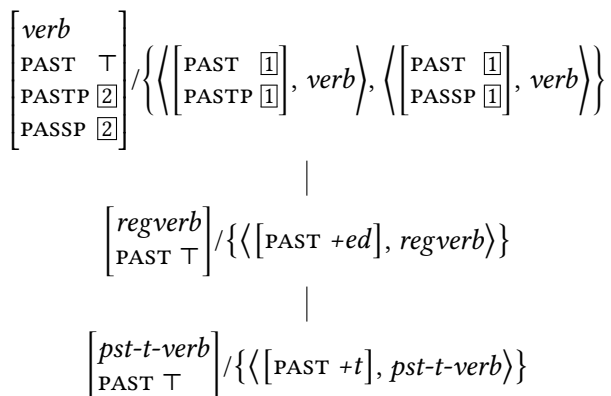 verb
PAST ⊤
PASTP [2]
PASSP [2]
/{⟨[PAST [1] PASTP [1]], verb⟩, ⟨[PAST [1] PASSP [1]], verb⟩}
regverb
PAST ⊤
/{⟨[PAST +ed], regverb⟩}
pst-t-verb
PAST ⊤
/{⟨[PAST +t], pst-t-verb⟩}